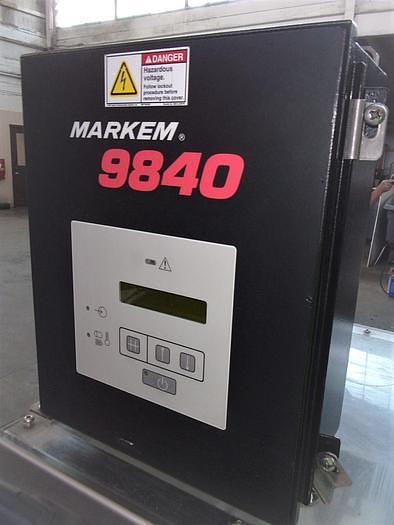 DANGER
Hazardous
voltage.
Follow lockout
procedure before
removing this cover.
MARKEM®
9840